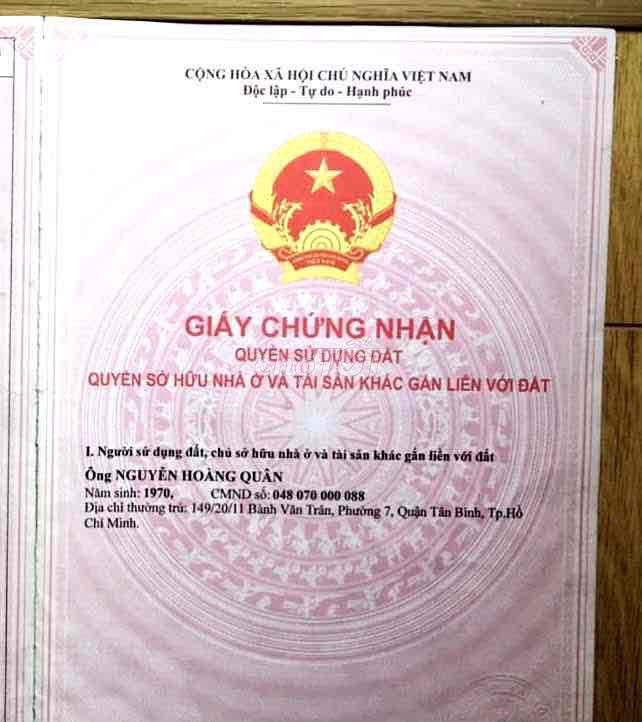 CỘNG HÒA XÃ HỘI CHỦ NGHĨA VIỆT NAM
Độc lập - Tự do - Hạnh phúc
GIẤY CHỨNG NHẬN
QUYỀN SỬ DỤNG ĐẤT
QUYỀN SỞ HỮU NHÀ Ở VÀ TÀI SẢN KHÁC GẮN LIỀN VỚI ĐẤT
I. Người sử dụng đất, chủ sở hữu nhà ở và tài sản khác gắn liền với đất
Ông NGUYỄN HOÀNG QUÂN
Năm sinh: 1970, CMND số: 048 070 000 088
Địa chỉ thường trú: 149/20/11 Bành Văn Trân, Phường 7, Quận Tân Bình, Tp.Hồ
Chí Minh.